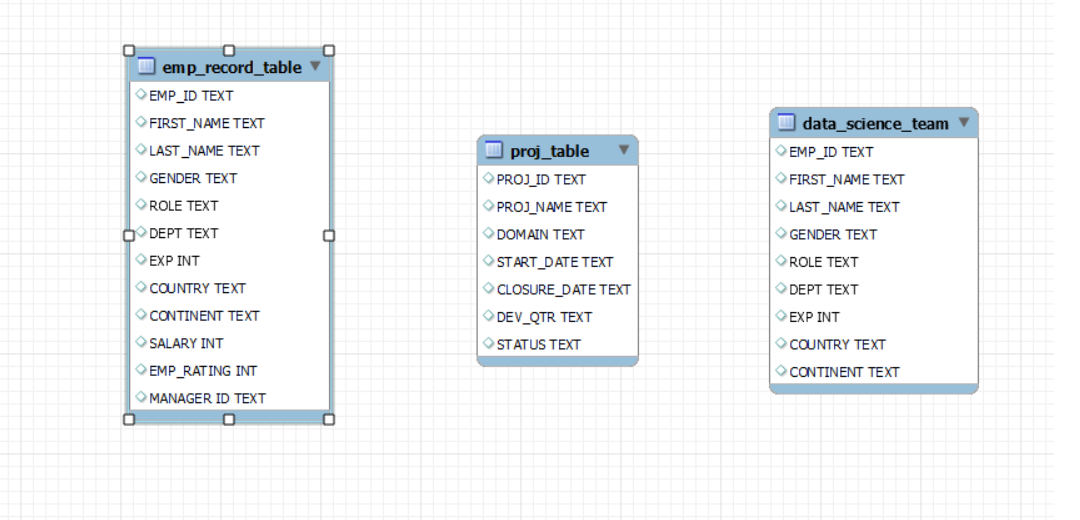 emp_record_table
EMP_ID TEXT
FIRST_NAME TEXT
LAST_NAME TEXT
GENDER TEXT
ROLE TEXT
DEPT TEXT
EXP INT
COUNTRY TEXT
CONTINENT TEXT
SALARY INT
EMP_RATING INT
MANAGER ID TEXT
proj_table
PROJ_ID TEXT
PROJ_NAME TEXT
DOMAIN TEXT
START_DATE TEXT
CLOSURE_DATE TEXT
DEV_QTR TEXT
STATUS TEXT
data_science_team
EMP_ID TEXT
FIRST_NAME TEXT
LAST_NAME TEXT
GENDER TEXT
ROLE TEXT
DEPT TEXT
EXP INT
COUNTRY TEXT
CONTINENT TEXT